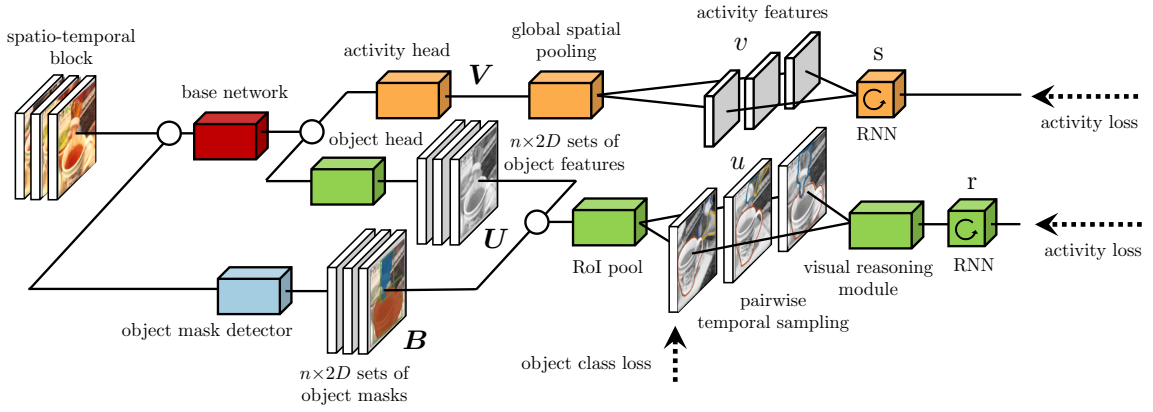 spatio-temporal
block
base network
activity head
V
global spatial
pooling
activity features
v
s
RNN
activity loss
object head
n×2D sets of
object features
U
RoI pool
u
pairwise
temporal sampling
visual reasoning
module
r
RNN
activity loss
object mask detector
B
n×2D sets of
object masks
object class loss